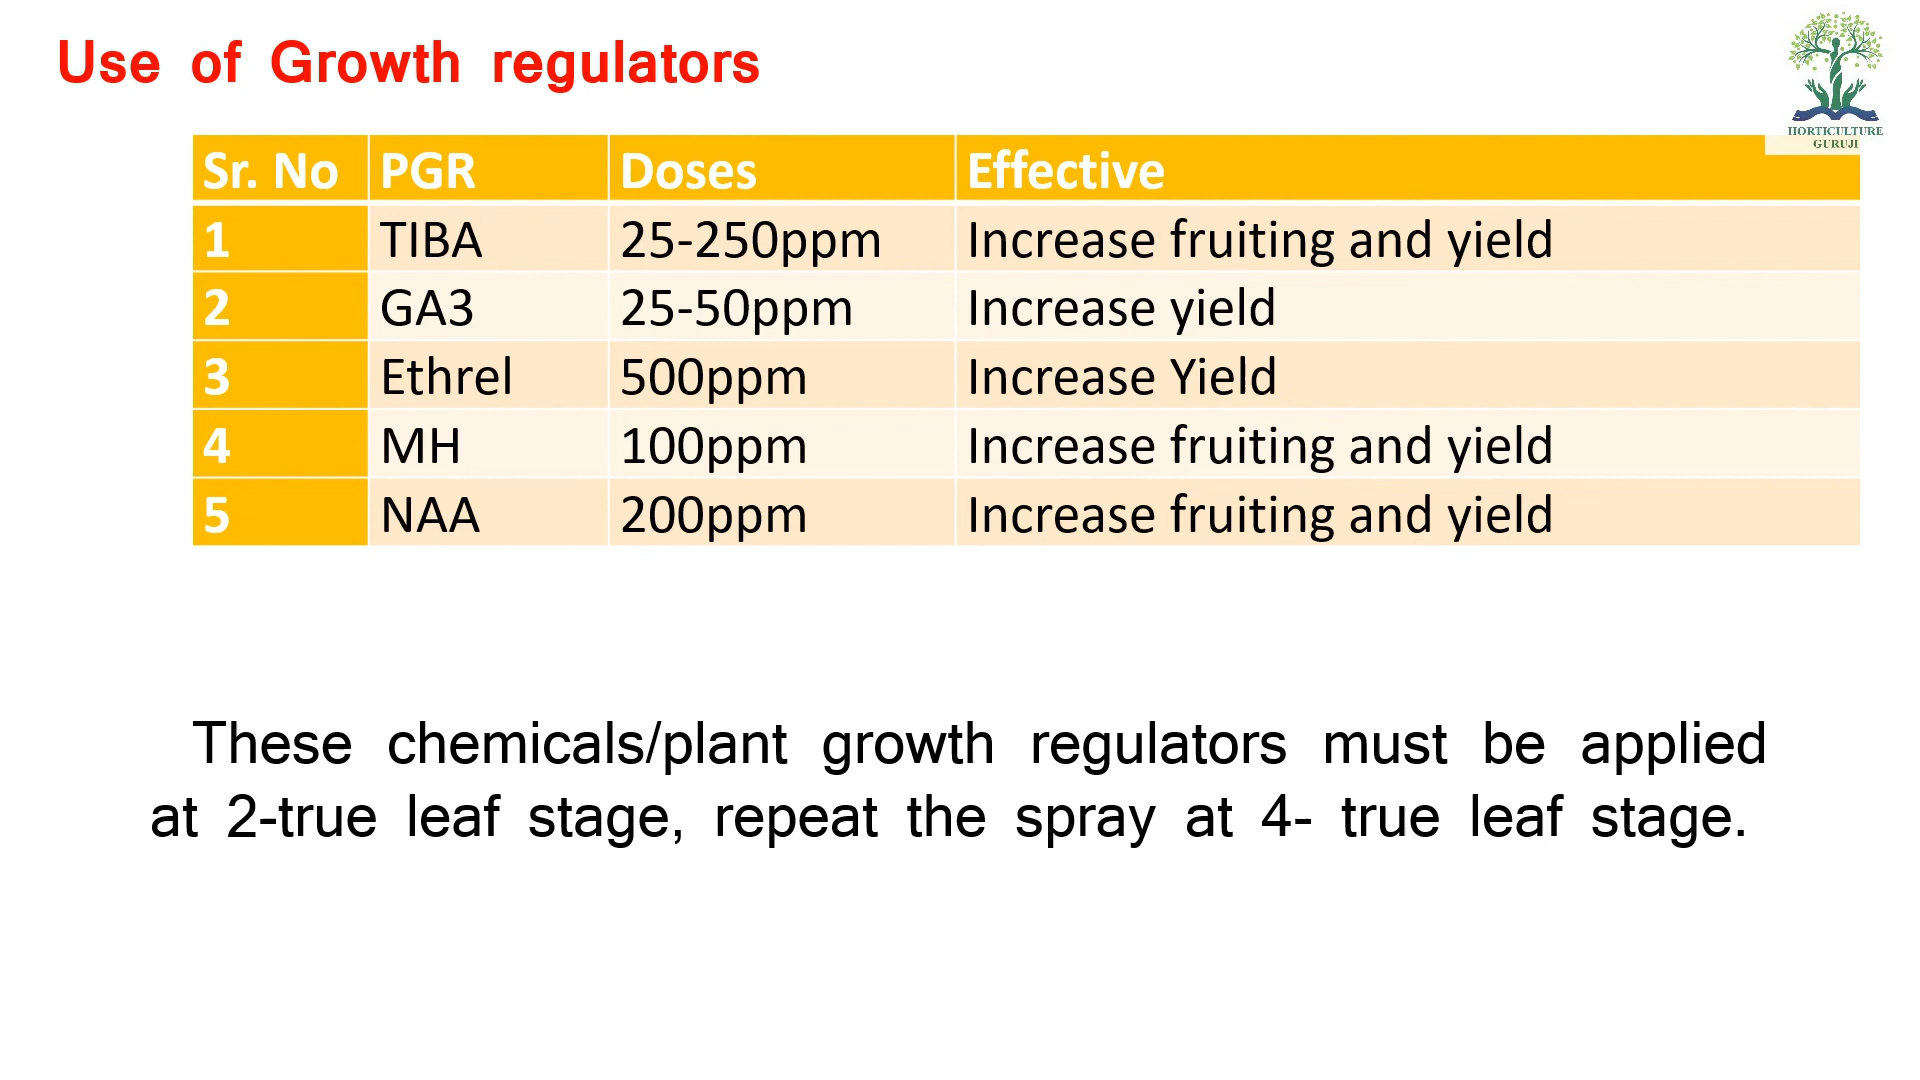 Use of Growth regulators
HORTICULTURE
GURUJI
Sr. No PGR Doses Effective
1 TIBA 25-250ppm Increase fruiting and yield
2 GA3 25-50ppm Increase yield
3 Ethrel 500ppm Increase Yield
4 MH 100ppm Increase fruiting and yield
5 NAA 200ppm Increase fruiting and yield
These chemicals/plant growth regulators must be applied
at 2-true leaf stage, repeat the spray at 4- true leaf stage.